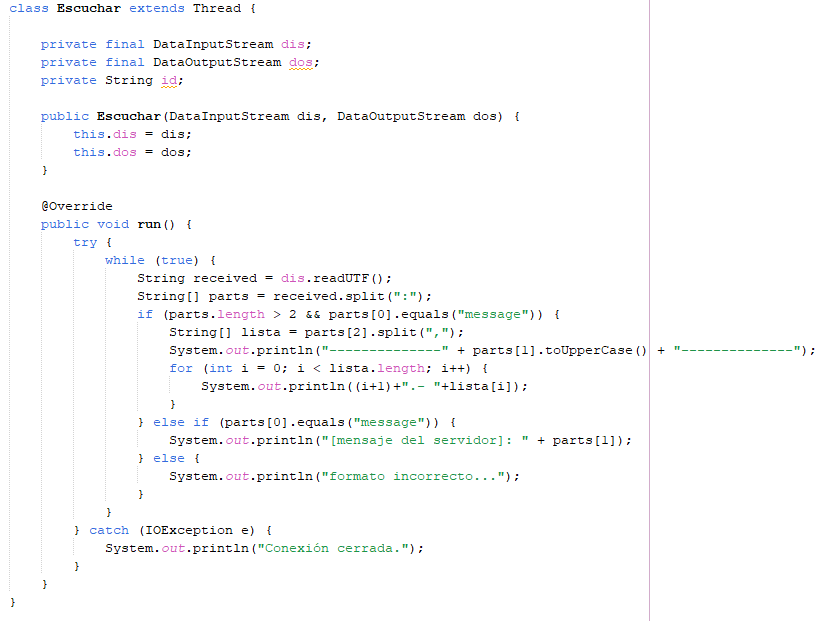 class Escuchar extends Thread {
private final DataInputStream dis;
private final DataOutputStream dos;
private String id;
public Escuchar(DataInputStream dis, DataOutputStream dos) {
this.dis = dis;
this.dos = dos;
}
@Override
public void run() {
try {
while (true) {
String received = dis.readUTF();
String[] parts = received.split(":");
if (parts.length > 2 && parts[0].equals("message")) {
String[] lista = parts[2].split(",");
System.out.println("--------------" + parts[1].toUpperCase() + "--------------");
for (int i = 0; i < lista.length; i++) {
System.out.println((i+1)+".- "+lista[i]);
}
} else if (parts[0].equals("message")) {
System.out.println("[mensaje del servidor]: " + parts[1]);
} else {
System.out.println("formato incorrecto...");
}
}
} catch (IOException e) {
System.out.println("Conexión cerrada.");
}
}
}